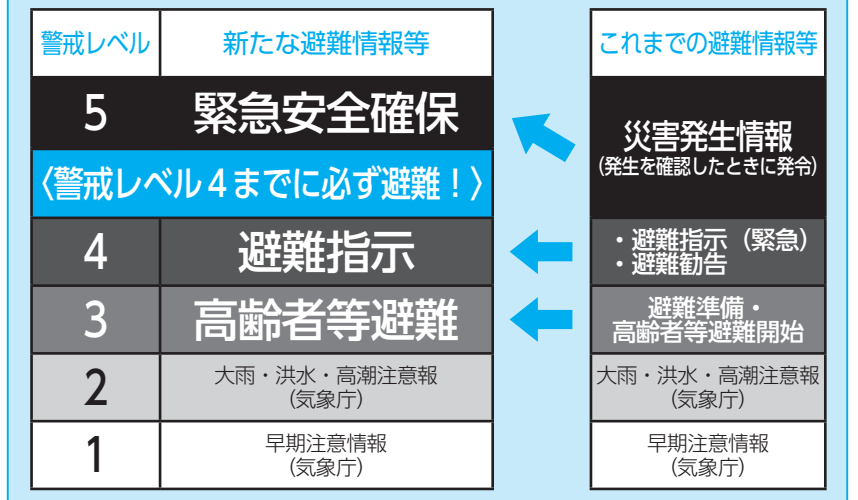 警戒レベル 新たな避難情報等 これまでの避難情報等
5 緊急安全確保
災害発生情報
(発生を確認したときに発令)
〈警戒レベル4までに必ず避難！〉
4 避難指示
・避難指示（緊急）
・避難勧告
3 高齢者等避難
避難準備・
高齢者等避難開始
2
大雨・洪水・高潮注意報
(気象庁)
大雨・洪水・高潮注意報
(気象庁)
1
早期注意情報
(気象庁)
早期注意情報
(気象庁)